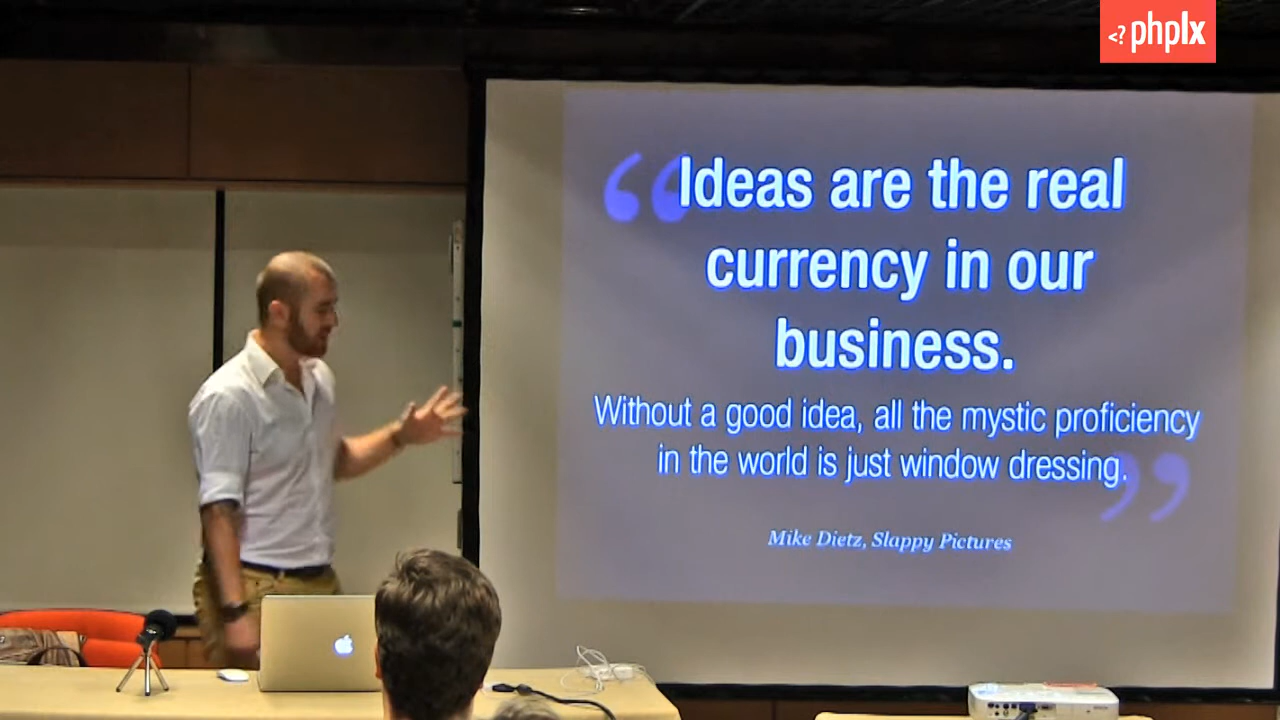 <? phplx
“Ideas are the real
currency in our
business.
Without a good idea, all the mystic proficiency
in the world is just window dressing.”
Mike Dietz, Slappy Pictures